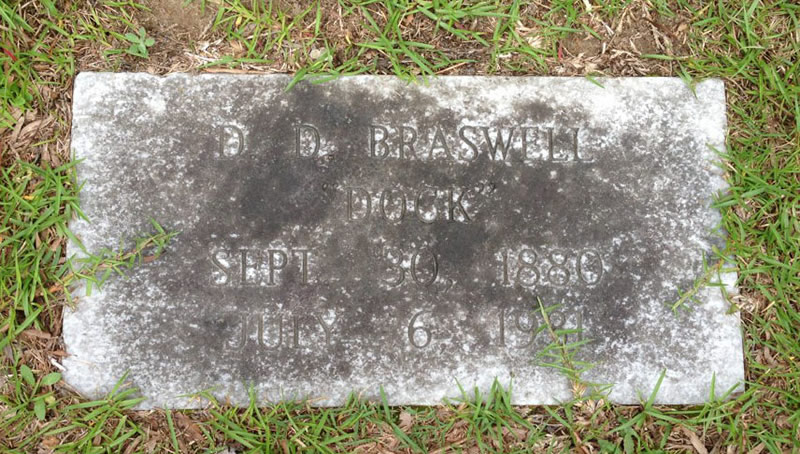 D. D. BRASWELL
"DOCK"
SEPT. 30, 1880
JULY 6,